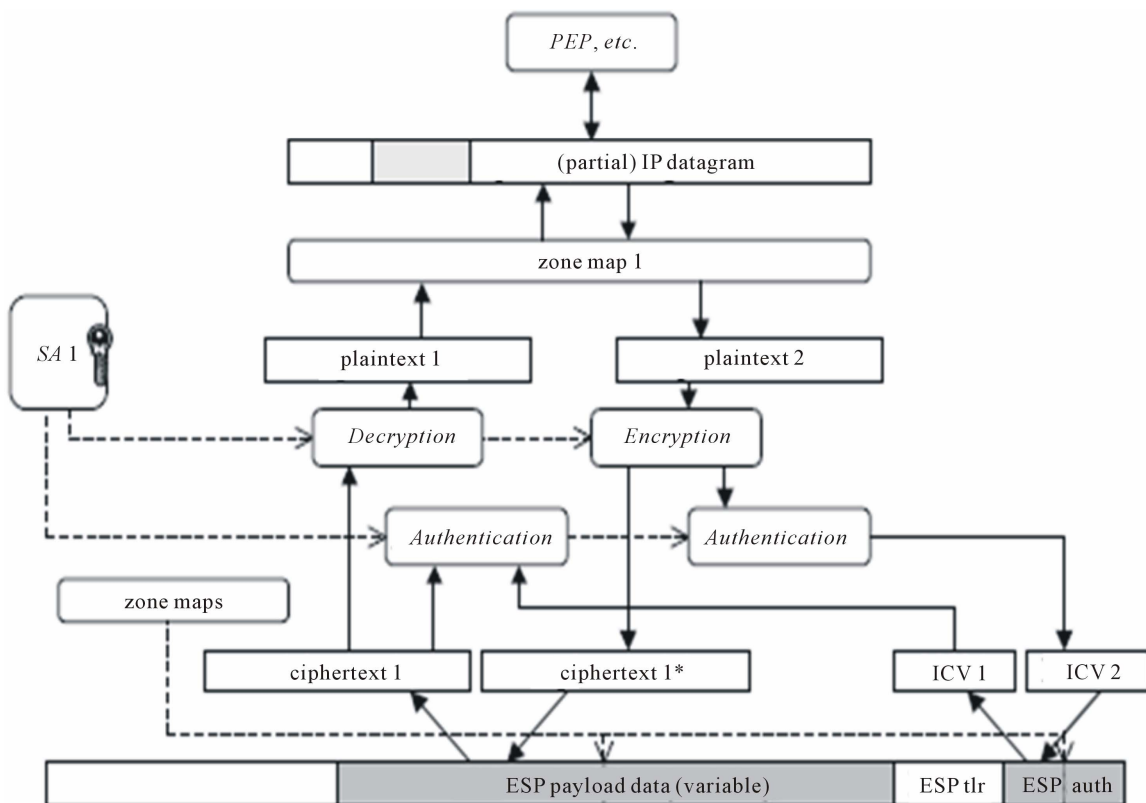 PEP, etc.
(partial) IP datagram
zone map 1
SA 1
plaintext 1
plaintext 2
Decryption
Encryption
Authentication
Authentication
zone maps
ciphertext 1
ciphertext 1*
ICV 1
ICV 2
ESP payload data (variable)
ESP tlr
ESP auth